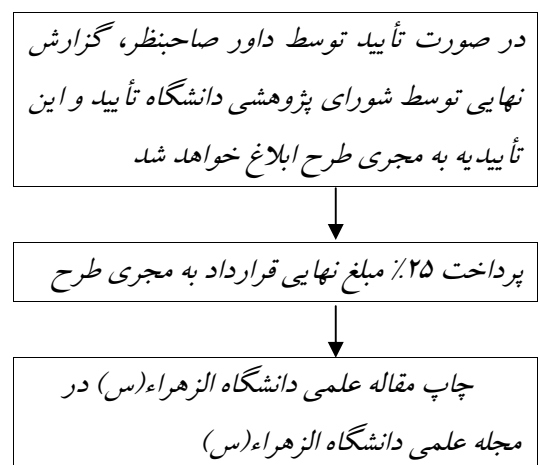 در صورت تأیید توسط داور صاحبنظر، گزارش
نهایی توسط شورای پژوهشی دانشگاه تأیید و این
تأییدیه به مجری طرح ابلاغ خواهد شد
پرداخت ۲۵٪ مبلغ نهایی قرارداد به مجری طرح
چاپ مقاله علمی دانشگاه الزهراء(س) در
مجله علمی دانشگاه الزهراء(س)